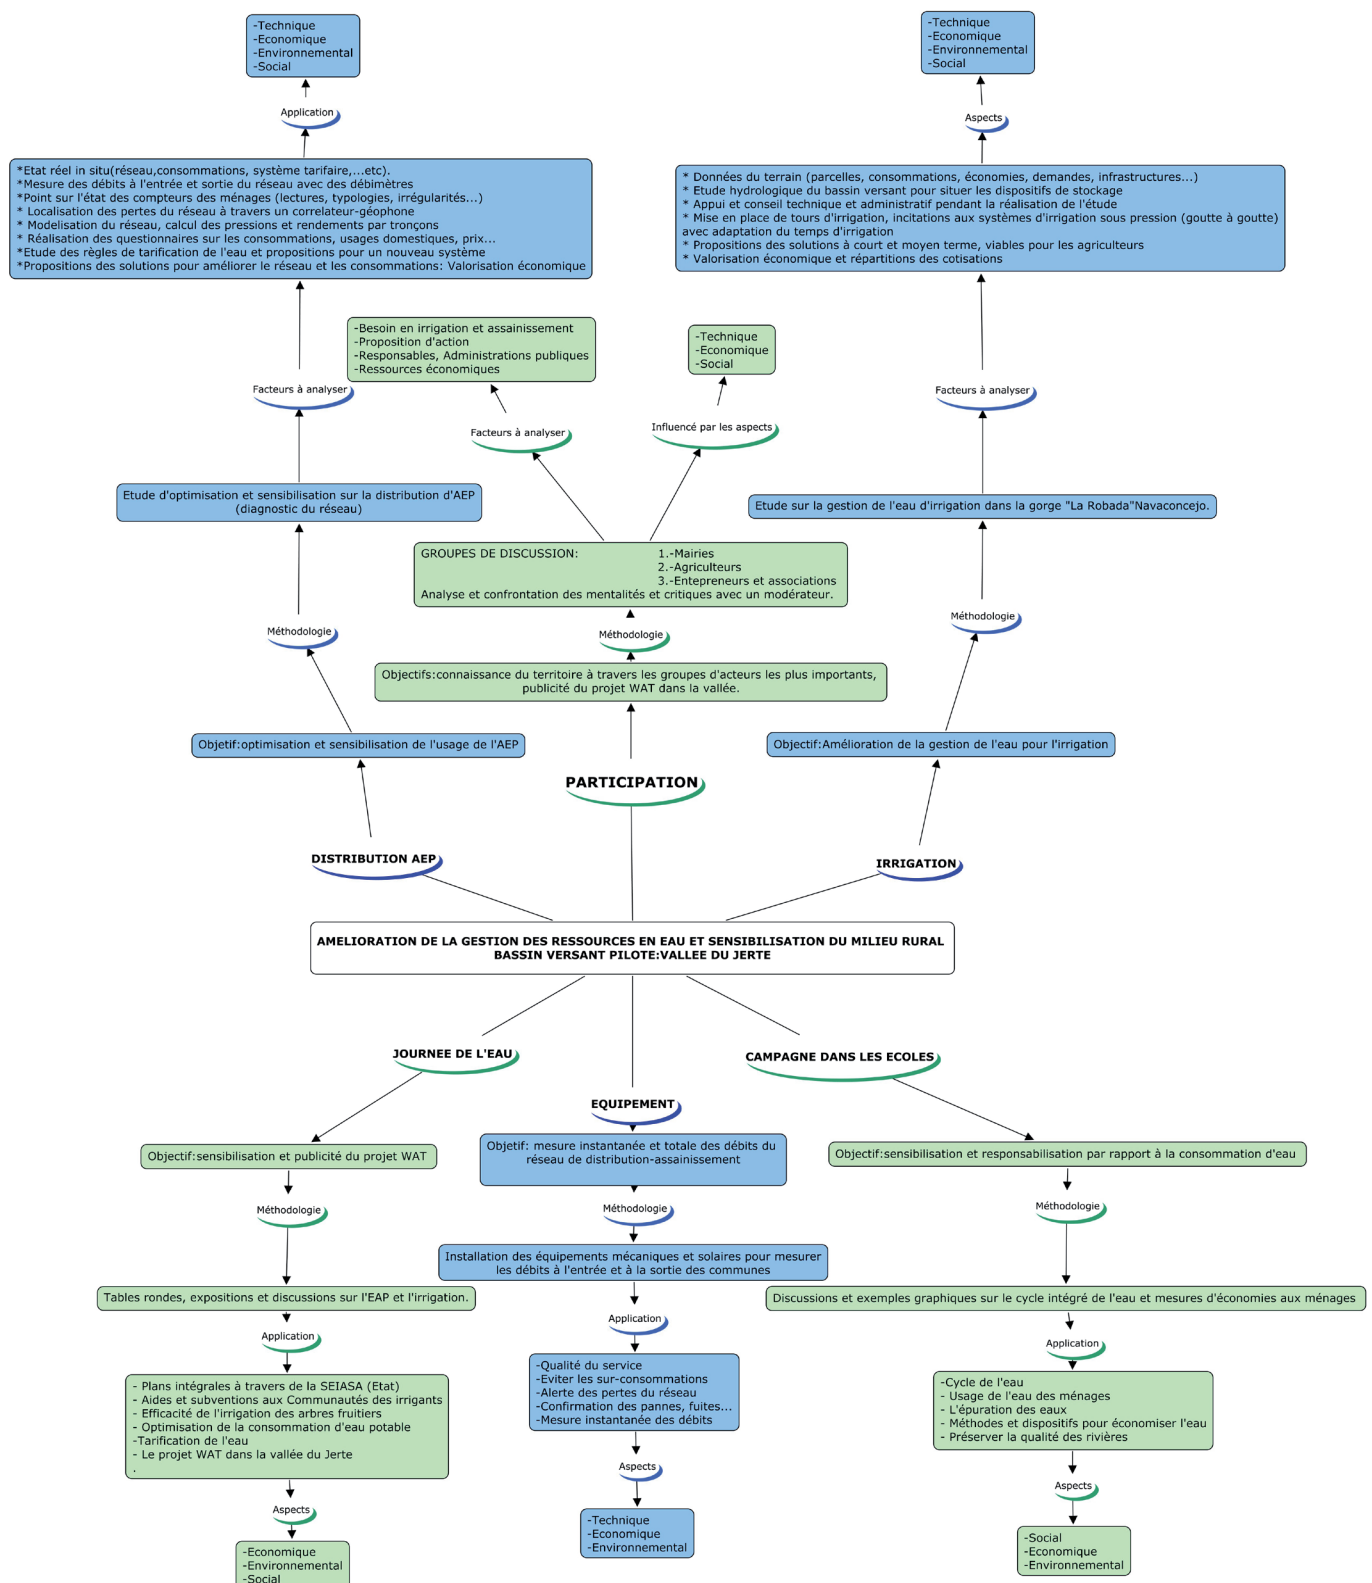 -Technique
-Economique
-Environnemental
-Social
Application
*Etat réel in situ(réseau,consommations, système tarifaire,...etc).
*Mesure des débits à l'entrée et sortie du réseau avec des débimètres
*Point sur l'état des compteurs des ménages (lectures, typologies, irrégularités...)
* Localisation des pertes du réseau à travers un correlateur-géophone
* Modelisation du réseau, calcul des pressions et rendements par tronçons
* Réalisation des questionnaires sur les consommations, usages domestiques, prix...
*Etude des règles de tarification de l'eau et propositions pour un nouveau système
*Propositions des solutions pour améliorer le réseau et les consommations: Valorisation économique
Facteurs à analyser
Etude d'optimisation et sensibilisation sur la distribution d'AEP
(diagnostic du réseau)
Méthodologie
Objetif:optimisation et sensibilisation de l'usage de l'AEP
DISTRIBUTION AEP
-Besoin en irrigation et assainissement
-Proposition d'action
-Responsables, Administrations publiques
-Ressources économiques
Facteurs à analyser
-Technique
-Economique
-Social
Influencé par les aspects
GROUPES DE DISCUSSION: 1.-Mairies
2.-Agriculteurs
3.-Entepreneurs et associations
Analyse et confrontation des mentalités et critiques avec un modérateur.
Méthodologie
Objectifs:connaissance du territoire à travers les groupes d'acteurs les plus importants,
publicité du projet WAT dans la vallée.
PARTICIPATION
-Technique
-Economique
-Environnemental
-Social
Aspects
* Données du terrain (parcelles, consommations, économies, demandes, infrastructures...)
* Etude hydrologique du bassin versant pour situer les dispositifs de stockage
* Appui et conseil technique et administratif pendant la réalisation de l'étude
* Mise en place de tours d'irrigation, incitations aux systèmes d'irrigation sous pression (goutte à goutte)
avec adaptation du temps d'irrigation
* Propositions des solutions à court et moyen terme, viables pour les agriculteurs
* Valorisation économique et répartitions des cotisations
Facteurs à analyser
Etude sur la gestion de l'eau d'irrigation dans la gorge "La Robada"Navaconcejo.
Méthodologie
Objectif:Amélioration de la gestion de l'eau pour l'irrigation
IRRIGATION
AMELIORATION DE LA GESTION DES RESSOURCES EN EAU ET SENSIBILISATION DU MILIEU RURAL
BASSIN VERSANT PILOTE:VALLEE DU JERTE
JOURNEE DE L'EAU
Objectif:sensibilisation et publicité du projet WAT
Méthodologie
Tables rondes, expositions et discussions sur l'EAP et l'irrigation.
Application
- Plans intégrales à travers de la SEIASA (Etat)
- Aides et subventions aux Communautés des irrigants
- Efficacité de l'irrigation des arbres fruitiers
- Optimisation de la consommation d'eau potable
-Tarification de l'eau
- Le projet WAT dans la vallée du Jerte
.
Aspects
-Economique
-Environnemental
-Social
EQUIPEMENT
Objetif: mesure instantanée et totale des débits du
réseau de distribution-assainissement
Méthodologie
Installation des équipements mécaniques et solaires pour mesurer
les débits à l'entrée et à la sortie des communes
Application
-Qualité du service
-Eviter les sur-consommations
-Alerte des pertes du réseau
-Confirmation des pannes, fuites...
-Mesure instantanée des débits
Aspects
-Technique
-Economique
-Environnemental
CAMPAGNE DANS LES ECOLES
Objectif:sensibilisation et responsabilisation par rapport à la consommation d'eau
Méthodologie
Discussions et exemples graphiques sur le cycle intégré de l'eau et mesures d'économies aux ménages
Application
-Cycle de l'eau
- Usage de l'eau des ménages
- L'épuration des eaux
- Méthodes et dispositifs pour économiser l'eau
- Préserver la qualité des rivières
Aspects
-Social
-Economique
-Environnemental